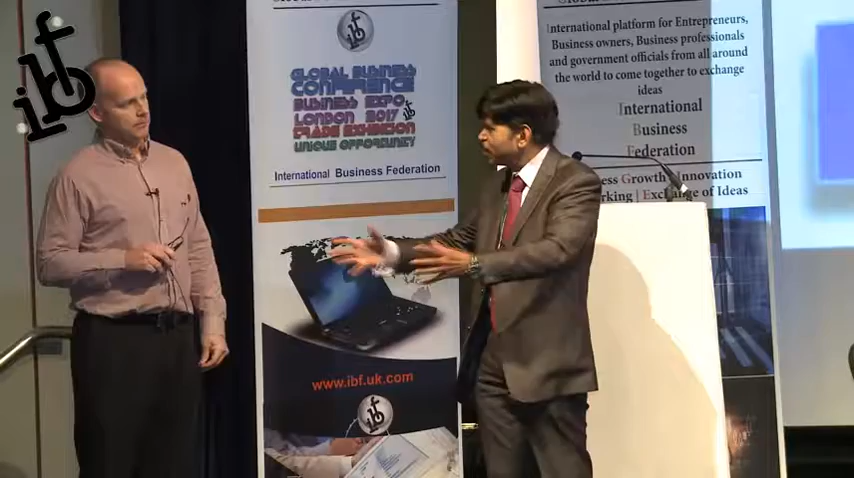 ibf
ibf
GLOBAL BUSINESS
CONFERENCE
BUSINESS EXPO
LONDON 2017
TRADE EXHIBITION
UNIQUE OPPORTUNITY
International Business Federation
www.ibf.uk.com
ibf
International platform for Entrepreneurs,
Business owners, Business professionals
and government officials from all around
the world to come together to exchange
ideas
International
Business
Federation
ess Growth Innovation
rking | Exchange of Ideas